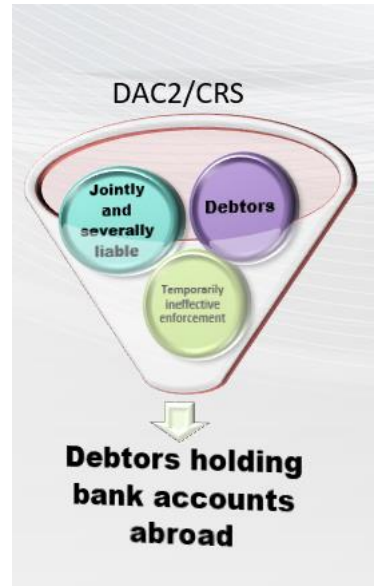 DAC2/CRS
Jointly
and
severally
liable
Debtors
Temporarily
ineffective
enforcement
Debtors holding
bank accounts
abroad